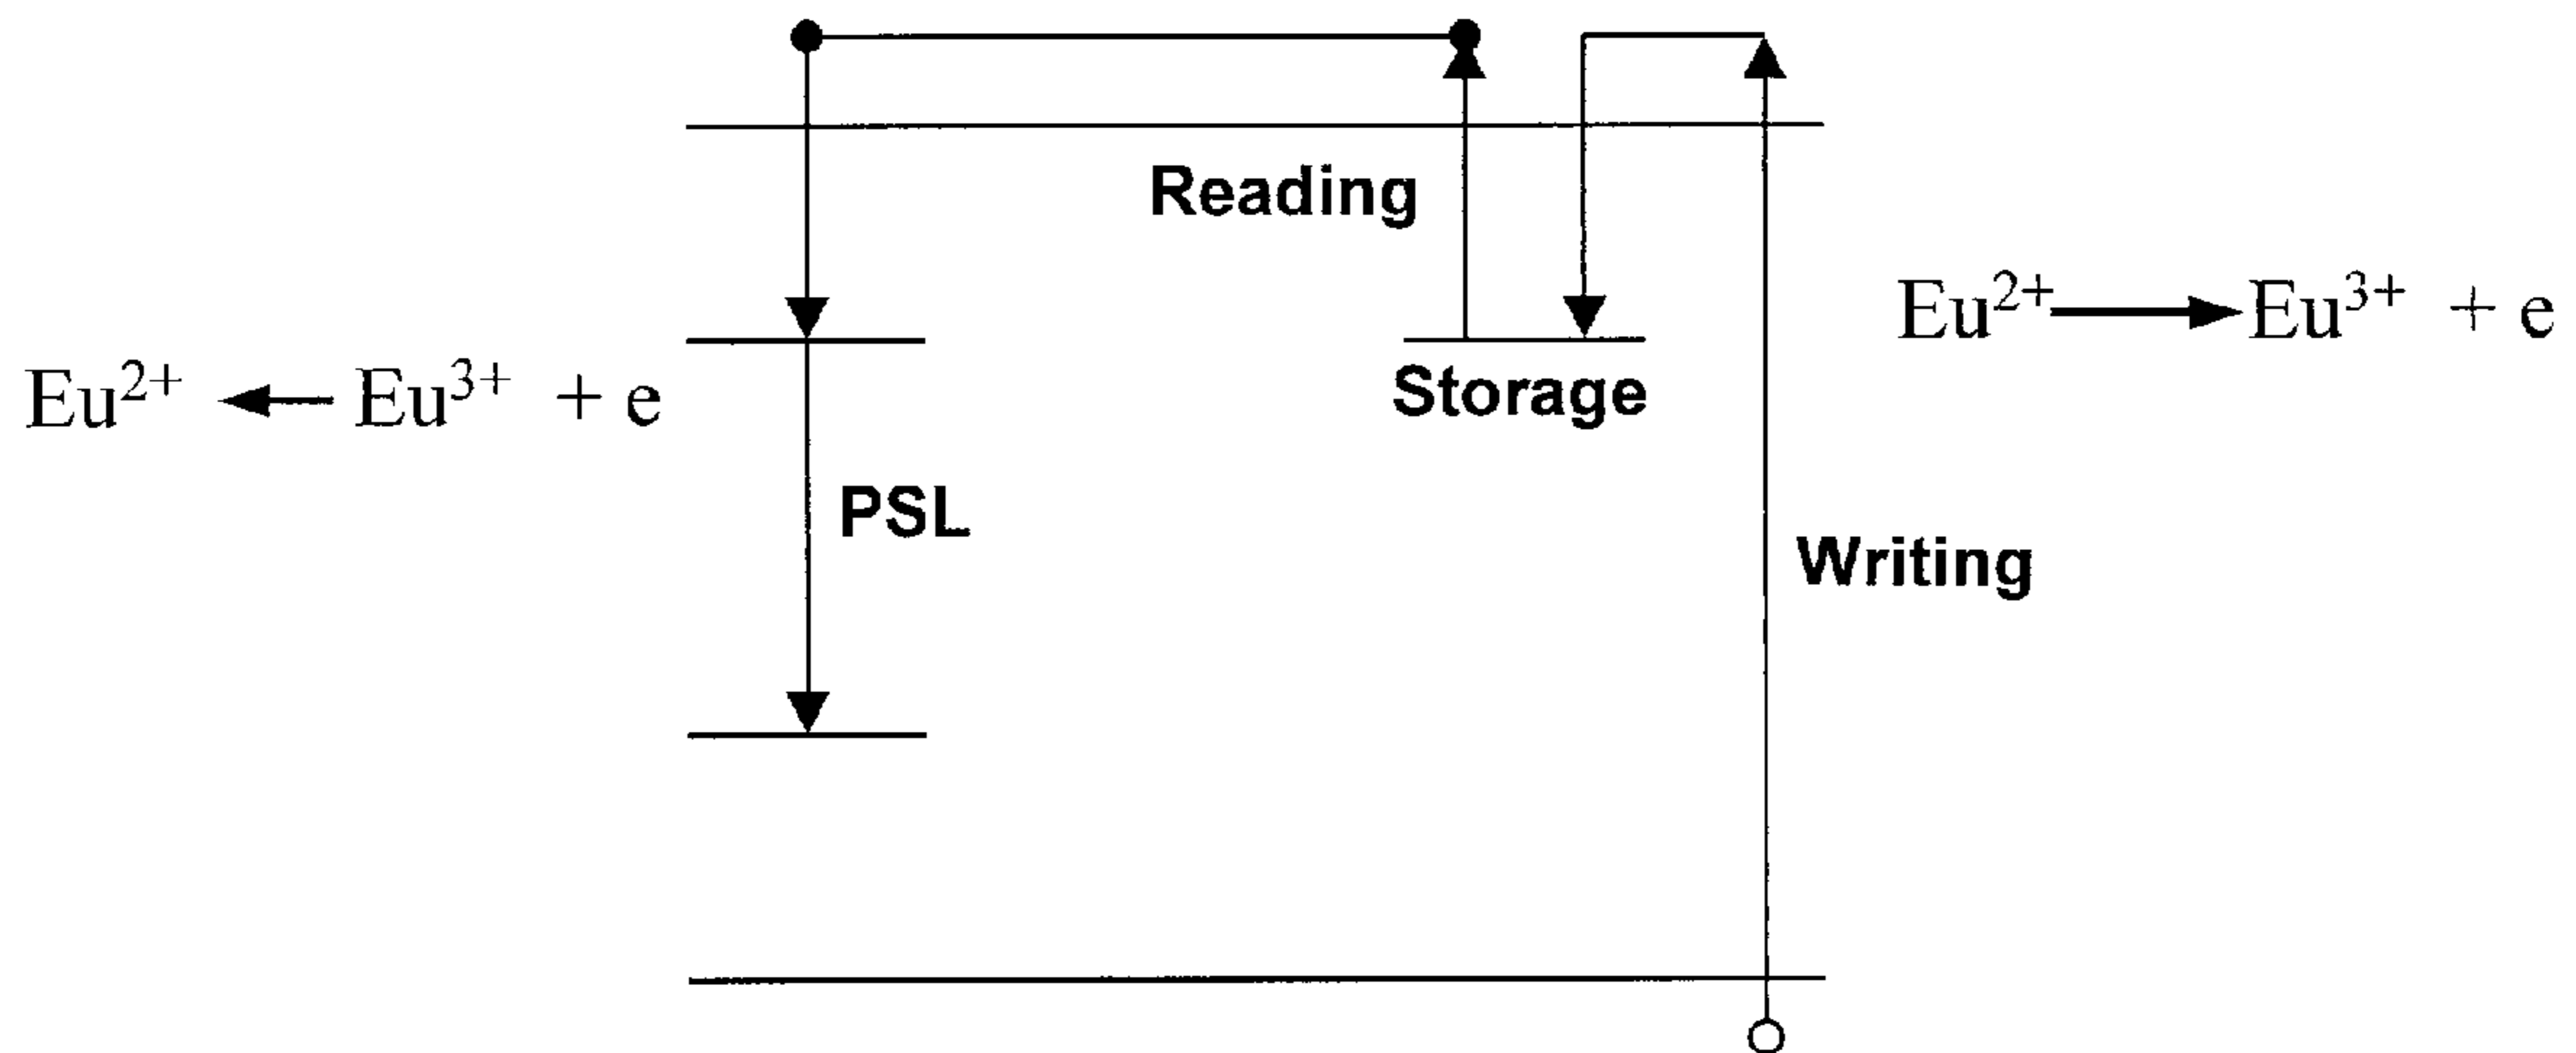 Reading
Eu²⁺ → Eu³⁺ + e
Eu²⁺ ← Eu³⁺ + e
Storage
PSL
Writing